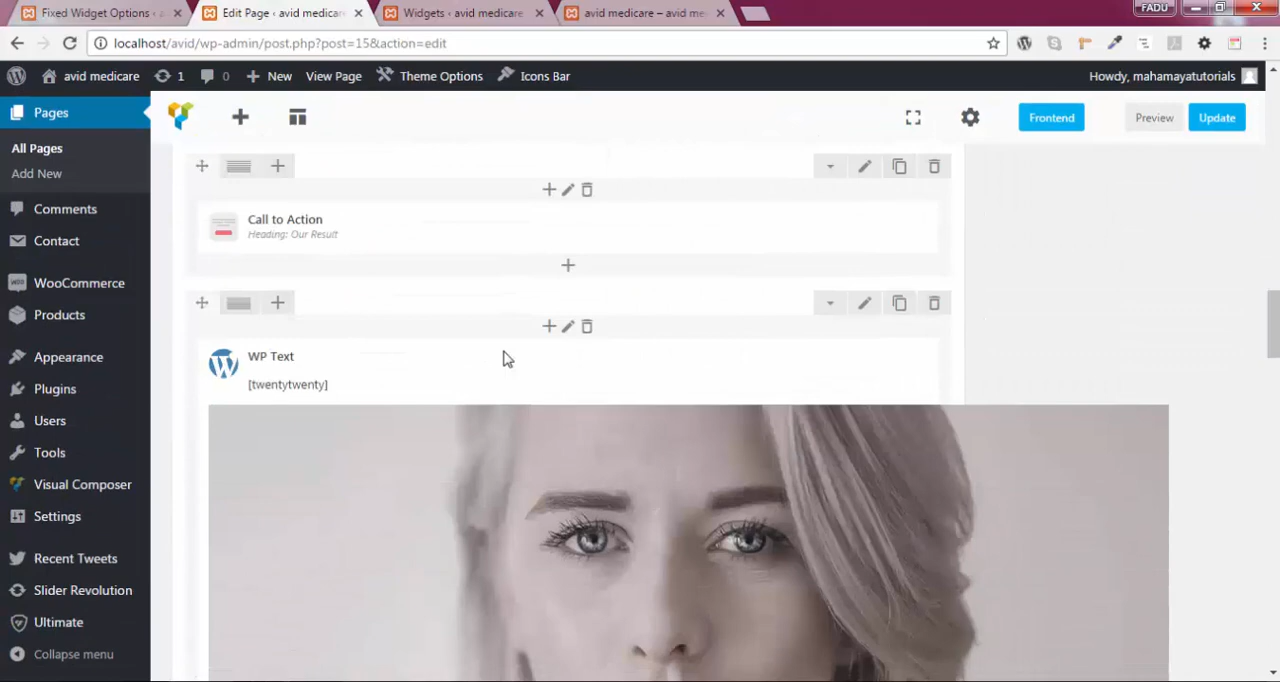 Fixed Widget Options ‹ a
Edit Page ‹ avid medicar
Widgets ‹ avid medicare
avid medicare – avid me
FADU
localhost/avid/wp-admin/post.php?post=15&action=edit
avid medicare
1
0
New
View Page
Theme Options
Icons Bar
Howdy, mahamayatutorials
Pages
All Pages
Add New
Comments
Contact
WooCommerce
Products
Appearance
Plugins
Users
Tools
Visual Composer
Settings
Recent Tweets
Slider Revolution
Ultimate
Collapse menu
Frontend
Preview
Update
Call to Action
Heading: Our Result
WP Text
[twentytwenty]